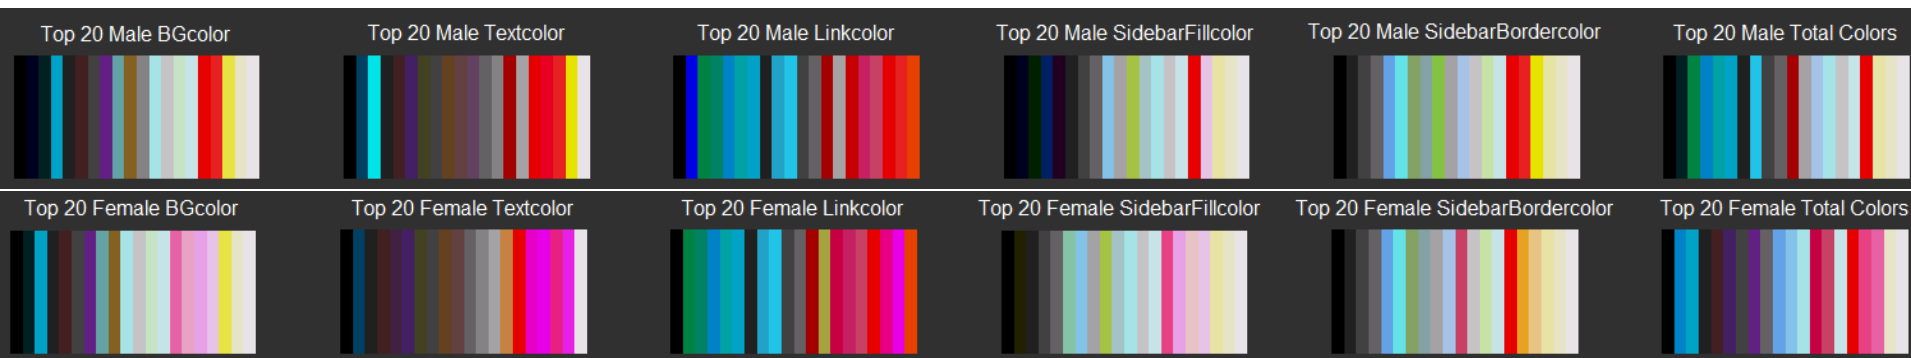 Top 20 Male BGcolor
Top 20 Male Textcolor
Top 20 Male Linkcolor
Top 20 Male SidebarFillcolor
Top 20 Male SidebarBordercolor
Top 20 Male Total Colors
Top 20 Female BGcolor
Top 20 Female Textcolor
Top 20 Female Linkcolor
Top 20 Female SidebarFillcolor
Top 20 Female SidebarBordercolor
Top 20 Female Total Colors